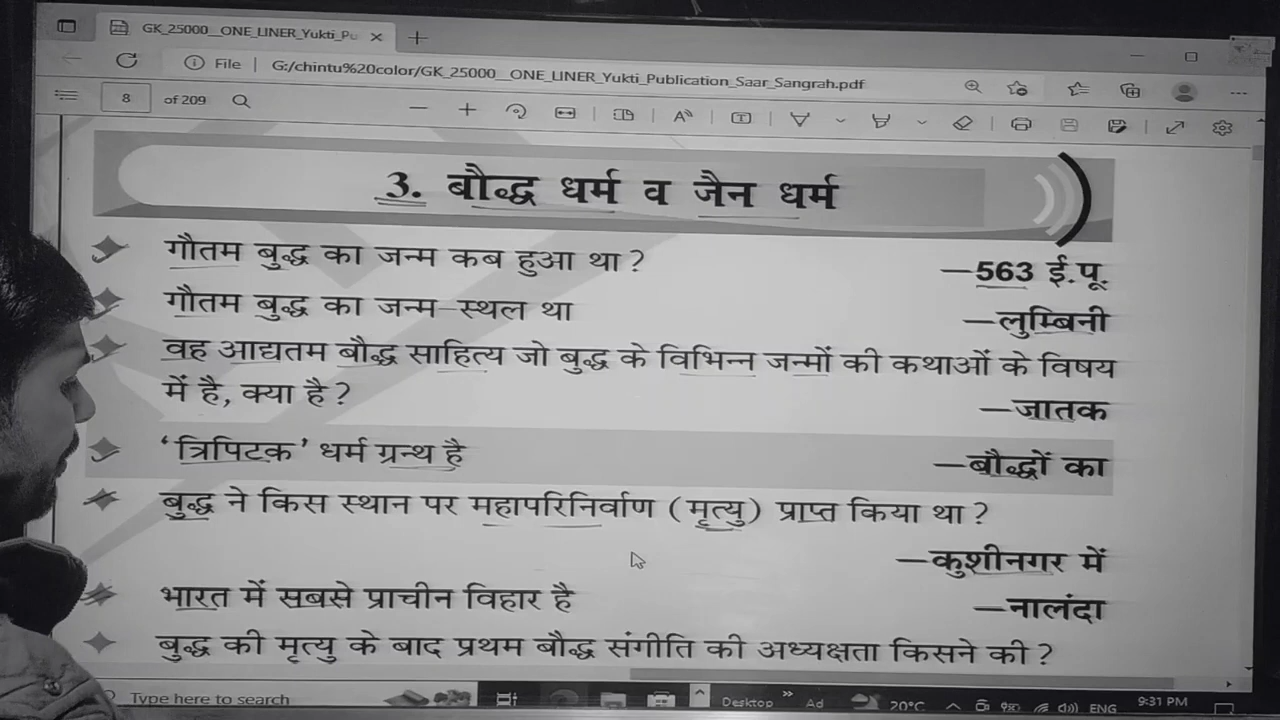 GK_25000__ONE_LINER_Yukti_Pu
File | G:/chintu%20color/GK_25000__ONE_LINER_Yukti_Publication_Saar_Sangrah.pdf
8 of 209
3. बौद्ध धर्म व जैन धर्म
गौतम बुद्ध का जन्म कब हुआ था? —563 ई.पू.
गौतम बुद्ध का जन्म-स्थल था —लुम्बिनी
वह आद्यतम बौद्ध साहित्य जो बुद्ध के विभिन्न जन्मों की कथाओं के विषय
में है, क्या है? —जातक
‘त्रिपिटक’ धर्म ग्रन्थ है —बौद्धों का
बुद्ध ने किस स्थान पर महापरिनिर्वाण (मृत्यु) प्राप्त किया था?
—कुशीनगर में
भारत में सबसे प्राचीन विहार है —नालंदा
बुद्ध की मृत्यु के बाद प्रथम बौद्ध संगीति की अध्यक्षता किसने की?
Type here to search Desktop Ad 20°C ENG 9:31 PM